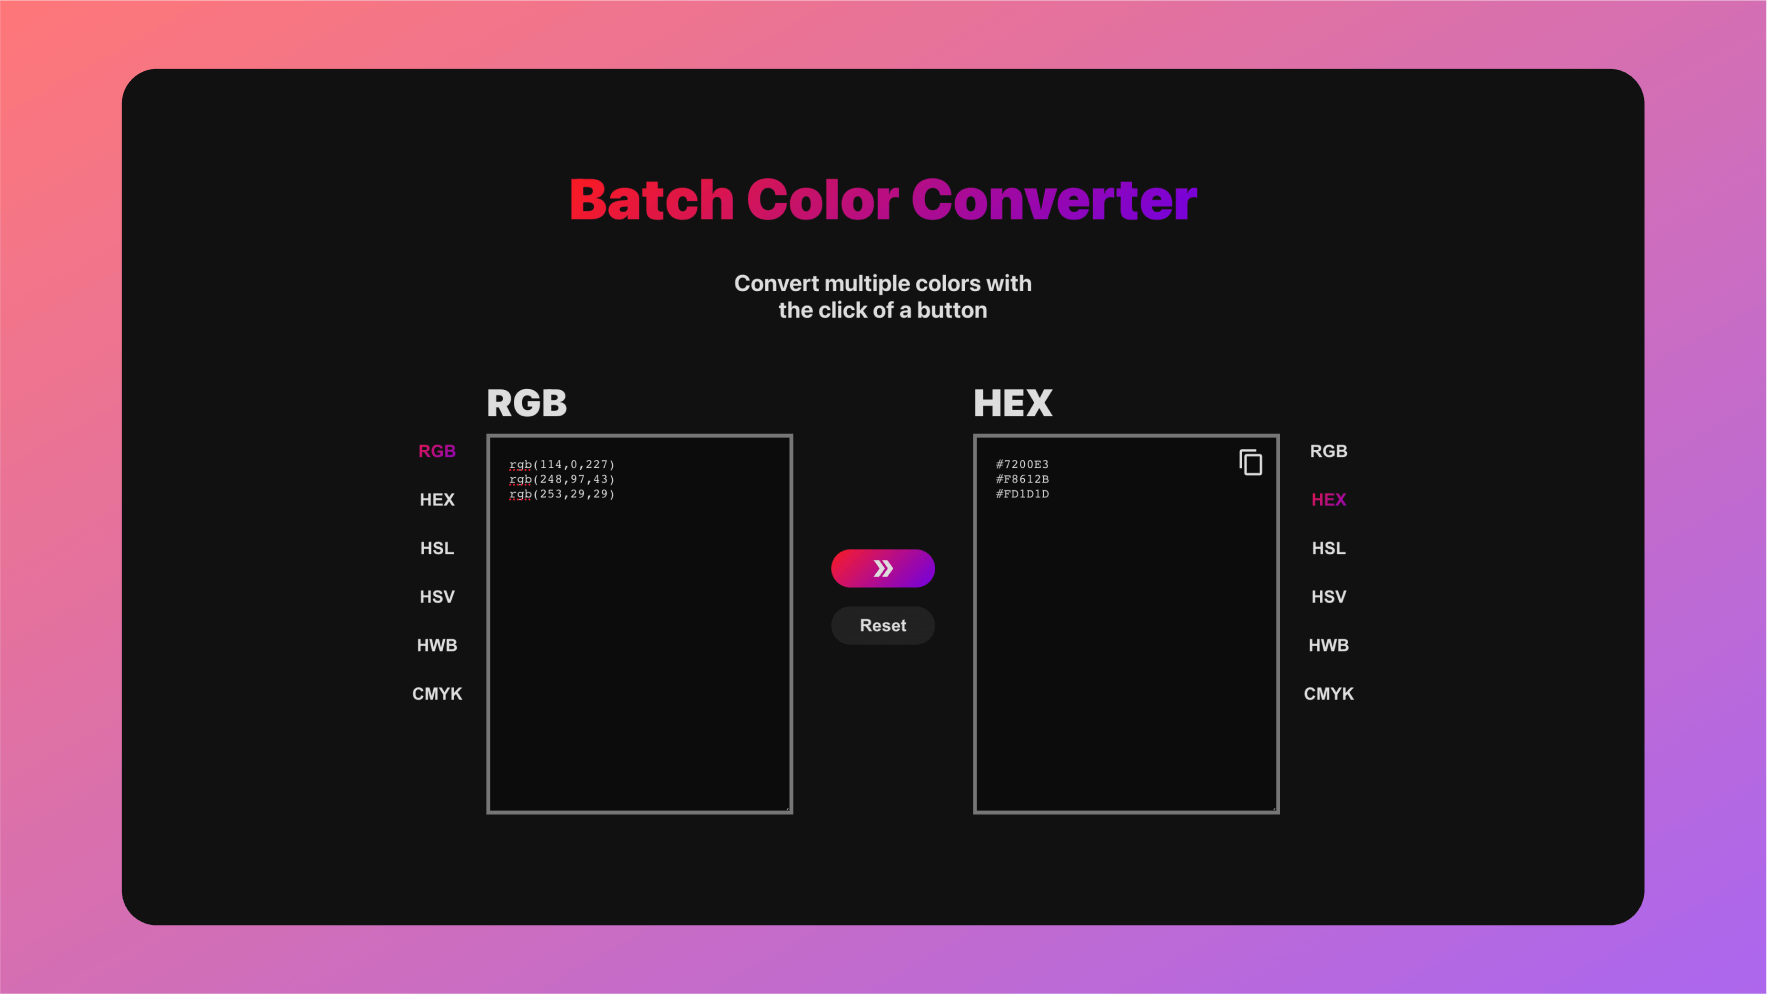 Batch Color Converter
Convert multiple colors with
the click of a button
RGB
RGB
HEX
HSL
HSV
HWB
CMYK
rgb(114,0,227)
rgb(248,97,43)
rgb(253,29,29)
»
Reset
HEX
#7200E3
#F8612B
#FD1D1D
RGB
HEX
HSL
HSV
HWB
CMYK